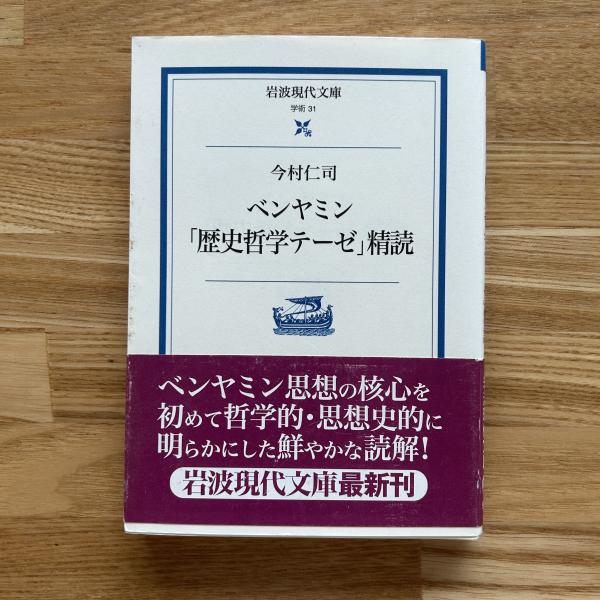 岩波現代文庫
学術 31
今村仁司
ベンヤミン
「歴史哲学テーゼ」精読
ベンヤミン思想の核心を
初めて哲学的・思想史的に
明らかにした鮮やかな読解!
岩波現代文庫最新刊